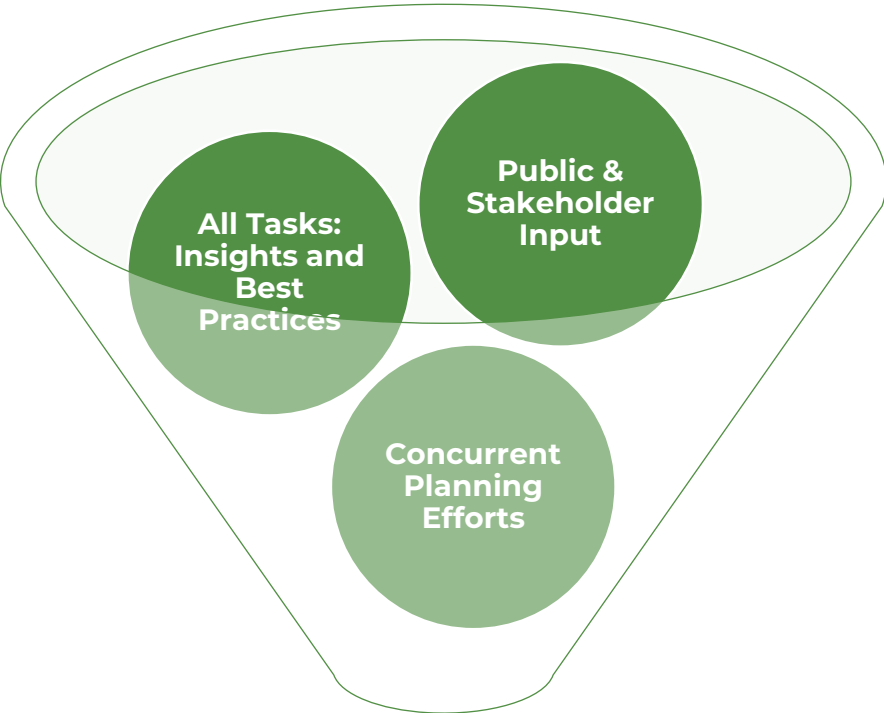 All Tasks:
Insights and
Best
Practices
Public &
Stakeholder
Input
Concurrent
Planning
Efforts